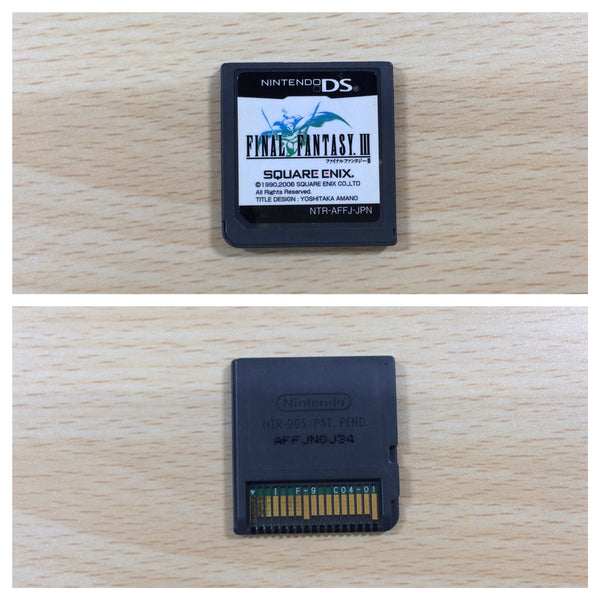 NINTENDO DS
FINAL FANTASY. III
ファイナルファンタジーIII
SQUARE ENIX.
©1990,2006 SQUARE ENIX CO.,LTD
All Rights Reserved.
TITLE DESIGN : YOSHITAKA AMANO
NTR-AFFJ-JPN
Nintendo
NTR-005 PAT. PEND.
AFFJN0J34
1 F-9 C04-01